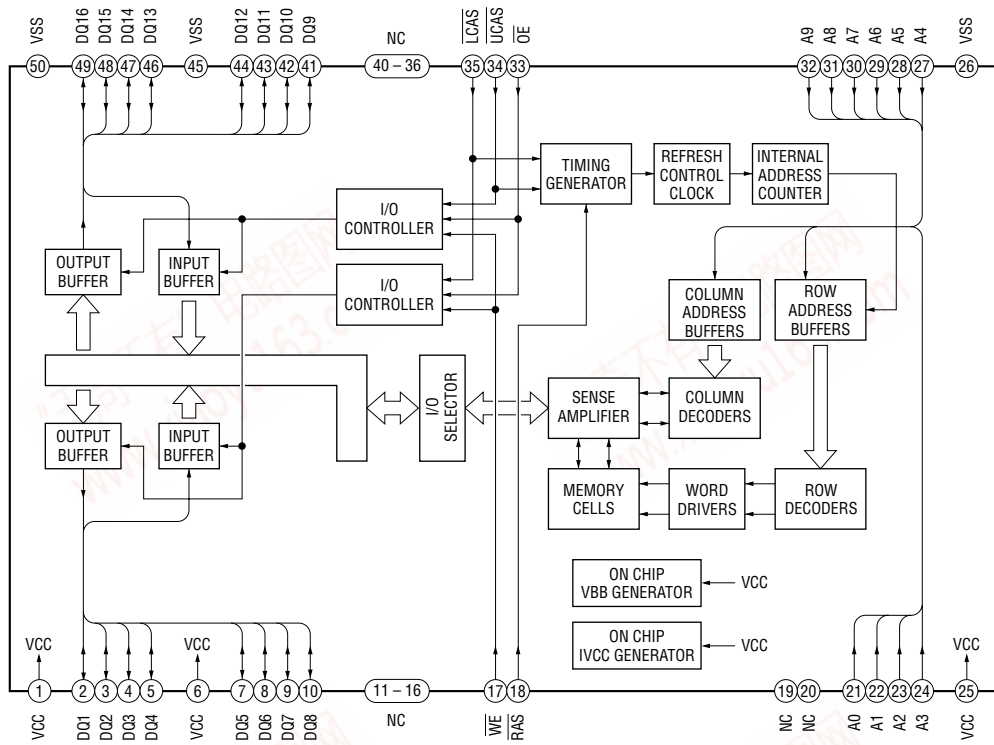 VSS
DQ16
DQ15
DQ14
DQ13
VSS
DQ12
DQ11
DQ10
DQ9
NC
LCAS
UCAS
OE
A9
A8
A7
A6
A5
A4
VSS
50
49
48
47
46
45
44
43
42
41
40 – 36
35
34
33
32
31
30
29
28
27
26
TIMING
GENERATOR
REFRESH
CONTROL
CLOCK
INTERNAL
ADDRESS
COUNTER
I/O
CONTROLLER
OUTPUT
BUFFER
INPUT
BUFFER
I/O
CONTROLLER
COLUMN
ADDRESS
BUFFERS
ROW
ADDRESS
BUFFERS
I/O
SELECTOR
SENSE
AMPLIFIER
COLUMN
DECODERS
OUTPUT
BUFFER
INPUT
BUFFER
MEMORY
CELLS
WORD
DRIVERS
ROW
DECODERS
ON CHIP
VBB GENERATOR
VCC
ON CHIP
IVCC GENERATOR
VCC
VCC
VCC
VCC
1
2
3
4
5
6
7
8
9
10
11 – 16
17
18
19
20
21
22
23
24
25
VCC
DQ1
DQ2
DQ3
DQ4
VCC
DQ5
DQ6
DQ7
DQ8
NC
WE
RAS
NC
NC
A0
A1
A2
A3
VCC